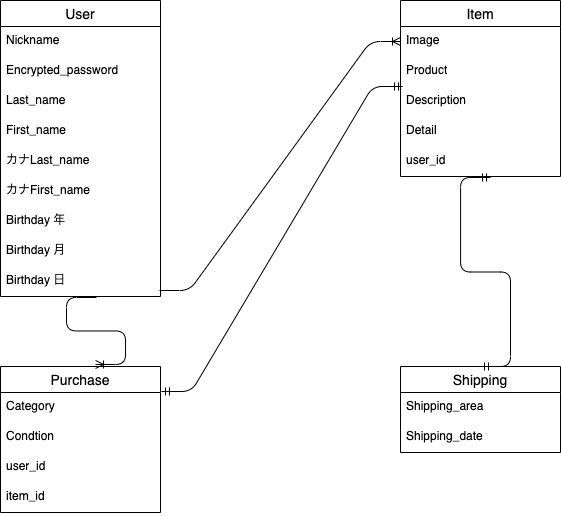 User
Nickname
Encrypted_password
Last_name
First_name
カナLast_name
カナFirst_name
Birthday 年
Birthday 月
Birthday 日
Item
Image
Product
Description
Detail
user_id
Purchase
Category
Condtion
user_id
item_id
Shipping
Shipping_area
Shipping_date